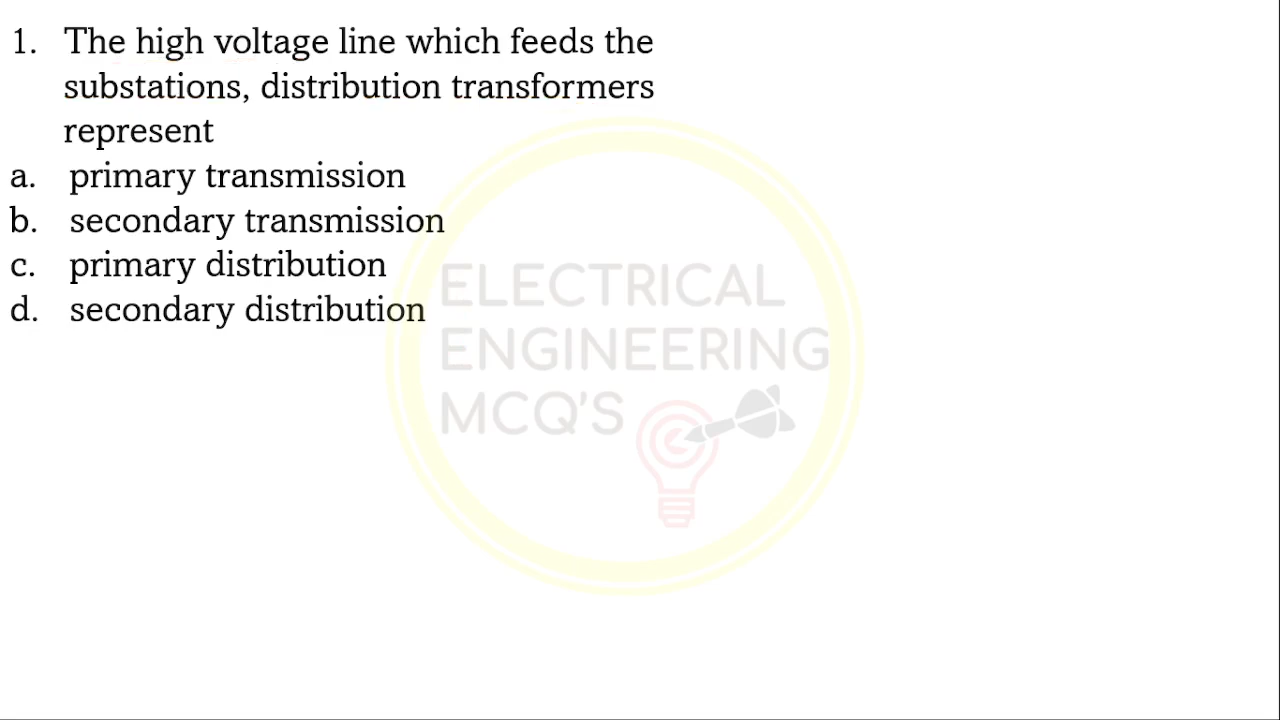 1. The high voltage line which feeds the
substations, distribution transformers
represent
a. primary transmission
b. secondary transmission
c. primary distribution
d. secondary distribution
ELECTRICAL
ENGINEERING
MCQ'S